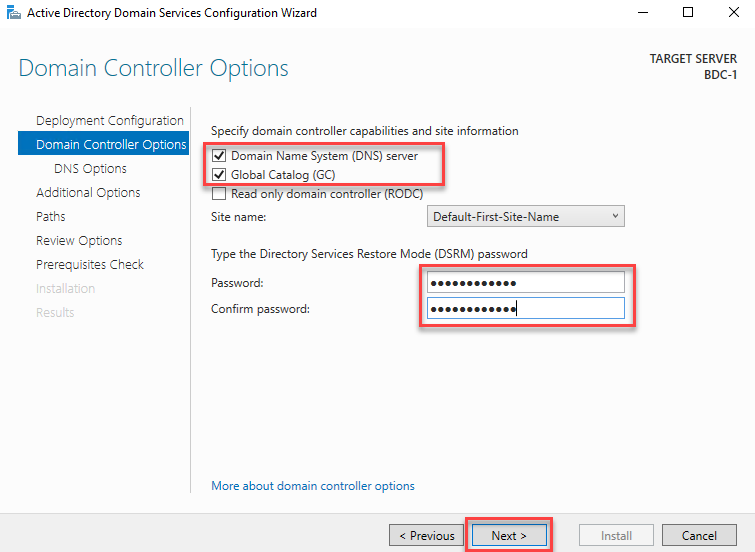 Active Directory Domain Services Configuration Wizard
Domain Controller Options
TARGET SERVER
BDC-1
Deployment Configuration
Domain Controller Options
DNS Options
Additional Options
Paths
Review Options
Prerequisites Check
Installation
Results
Specify domain controller capabilities and site information
Domain Name System (DNS) server
Global Catalog (GC)
Read only domain controller (RODC)
Site name: Default-First-Site-Name
Type the Directory Services Restore Mode (DSRM) password
Password: ●●●●●●●●●●●●
Confirm password: ●●●●●●●●●●●●
More about domain controller options
< Previous Next > Install Cancel